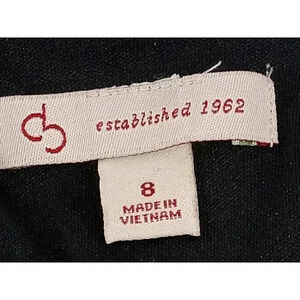 established 1962
8
MADE IN
VIETNAM